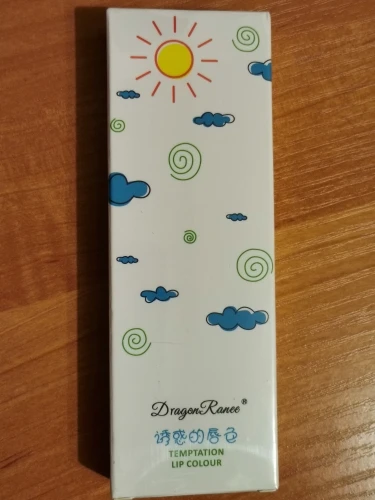 DragonRanee®
诱惑的唇色
TEMPTATION
LIP COLOUR